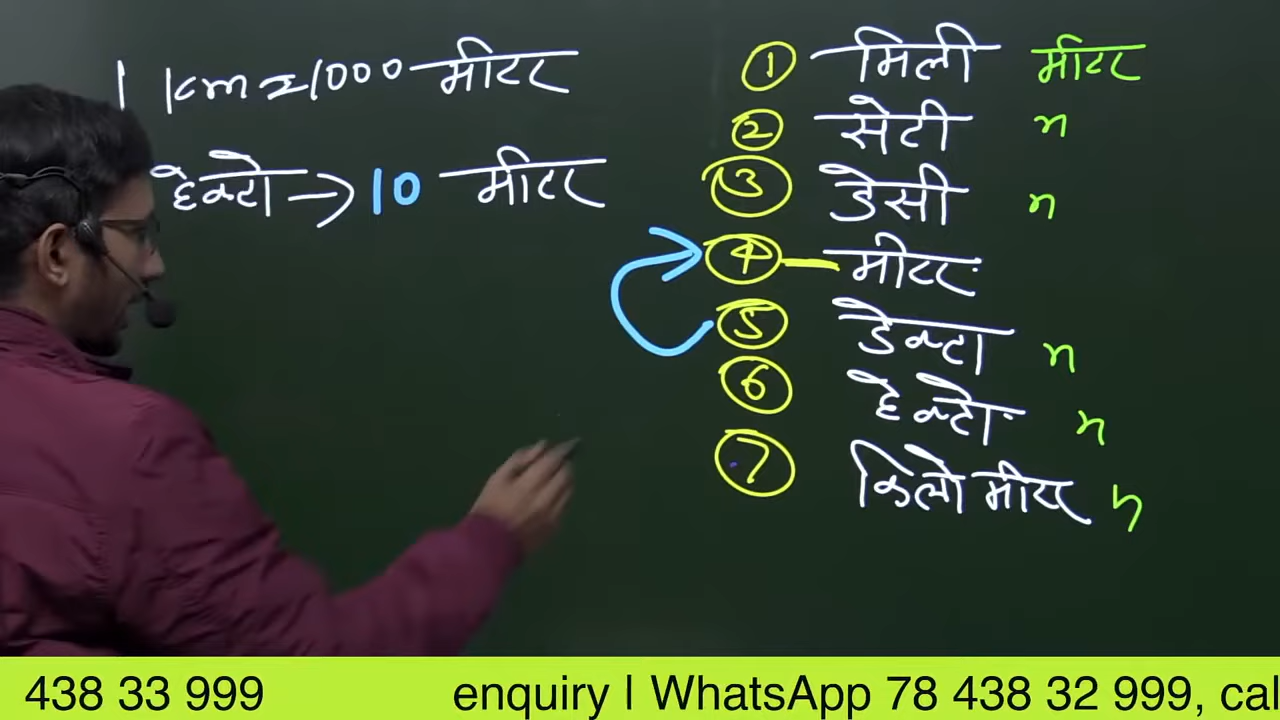 1 km = 1000 मीटर
हेक्टो → 10 मीटर
① मिली मीटर
② सेटी "
③ डेसी "
④ — मीटर
⑤ डेका "
⑥ हेक्टो "
⑦ किलो मीटर "
438 33 999 enquiry | WhatsApp 78 438 32 999, cal